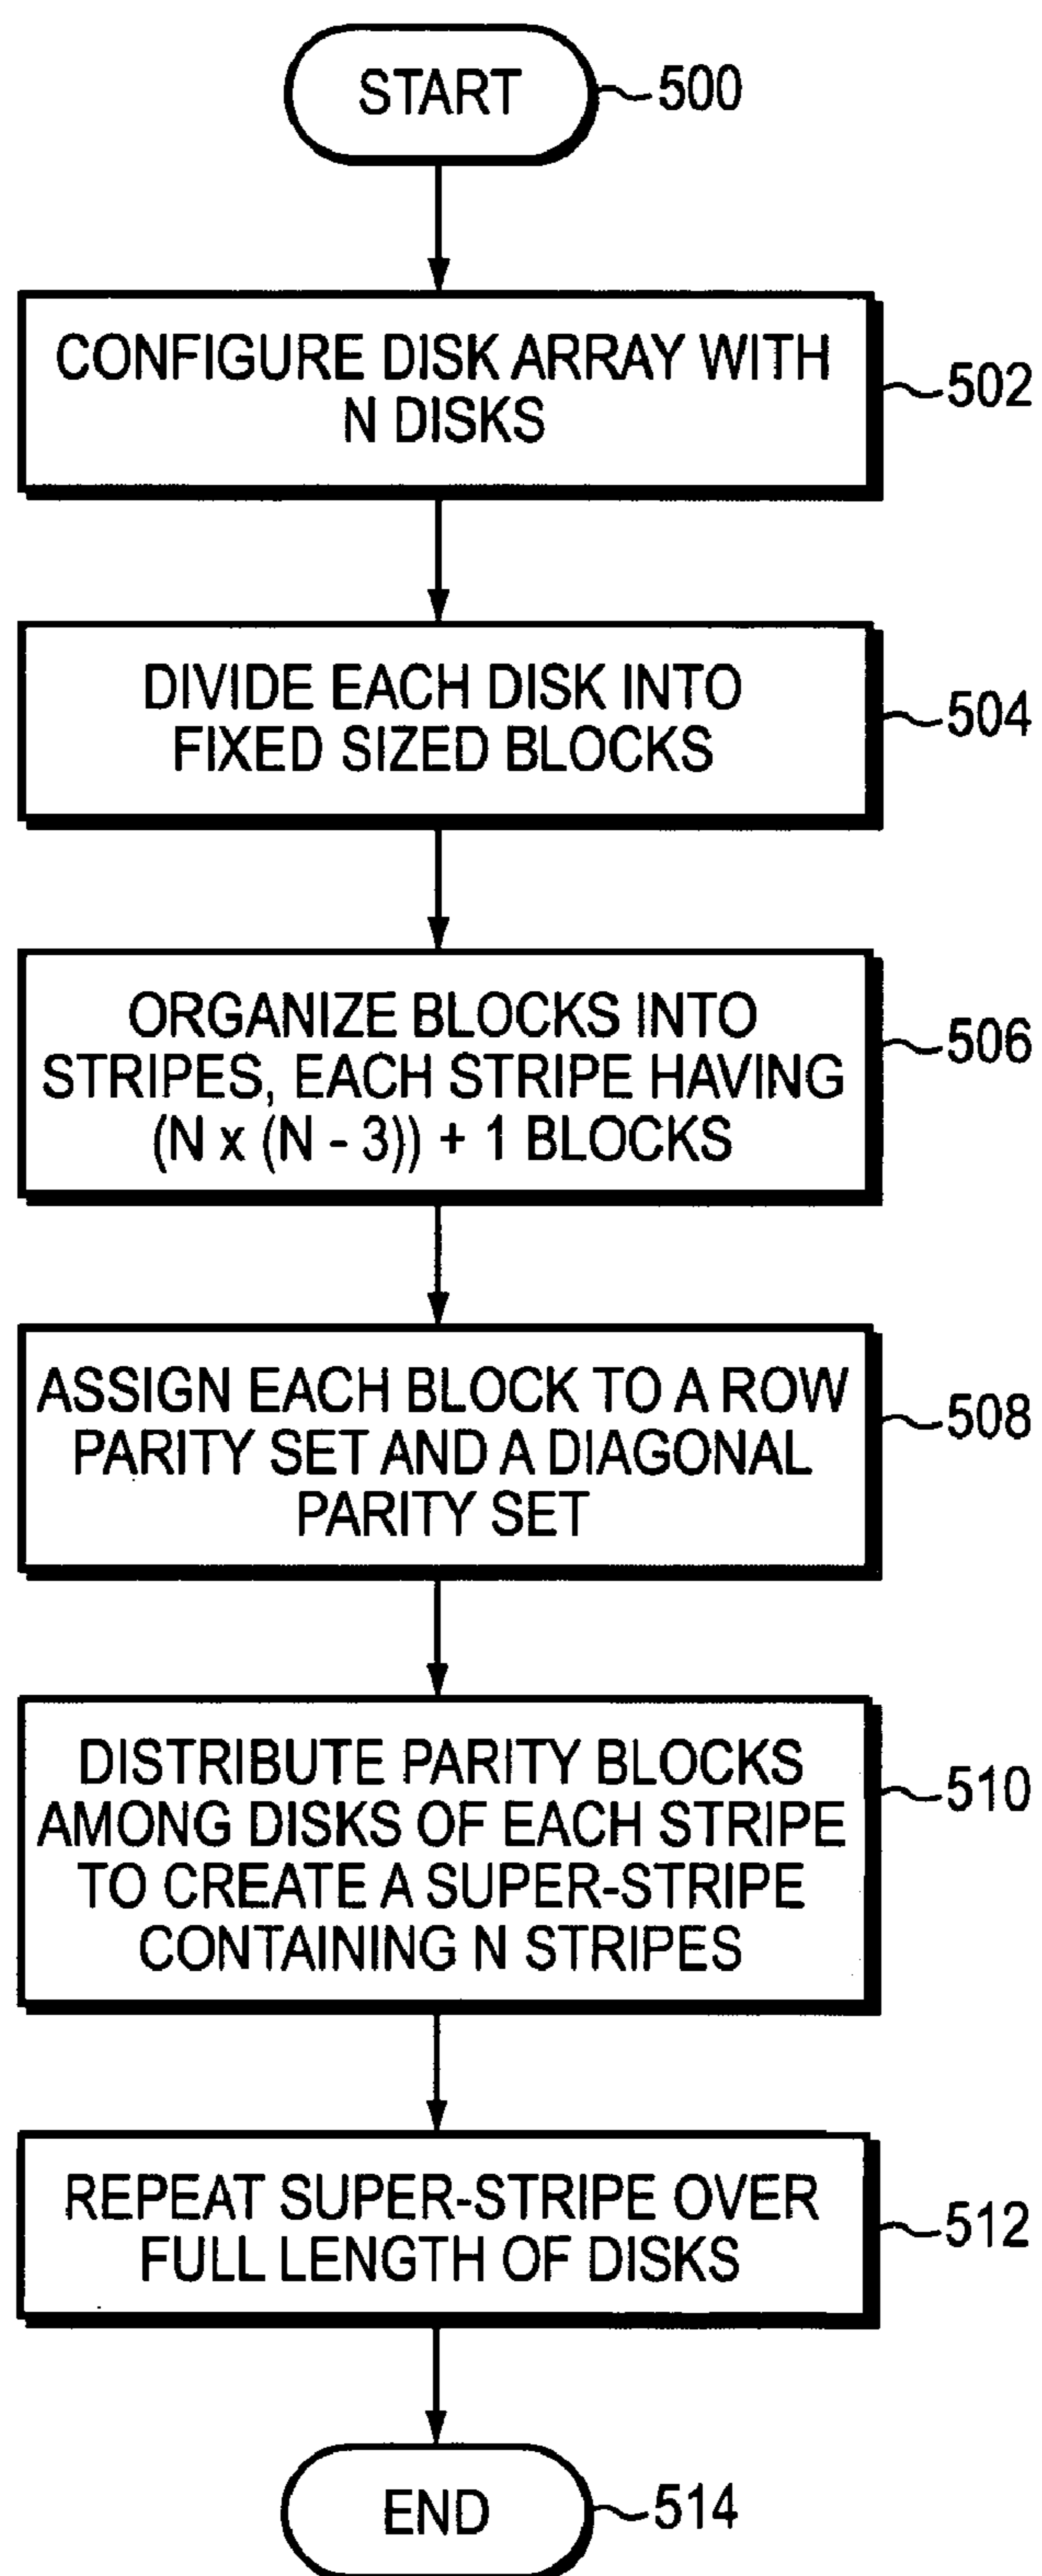 START
500
CONFIGURE DISK ARRAY WITH
N DISKS
502
DIVIDE EACH DISK INTO
FIXED SIZED BLOCKS
504
ORGANIZE BLOCKS INTO
STRIPES, EACH STRIPE HAVING
(N x (N - 3)) + 1 BLOCKS
506
ASSIGN EACH BLOCK TO A ROW
PARITY SET AND A DIAGONAL
PARITY SET
508
DISTRIBUTE PARITY BLOCKS
AMONG DISKS OF EACH STRIPE
TO CREATE A SUPER-STRIPE
CONTAINING N STRIPES
510
REPEAT SUPER-STRIPE OVER
FULL LENGTH OF DISKS
512
END
514